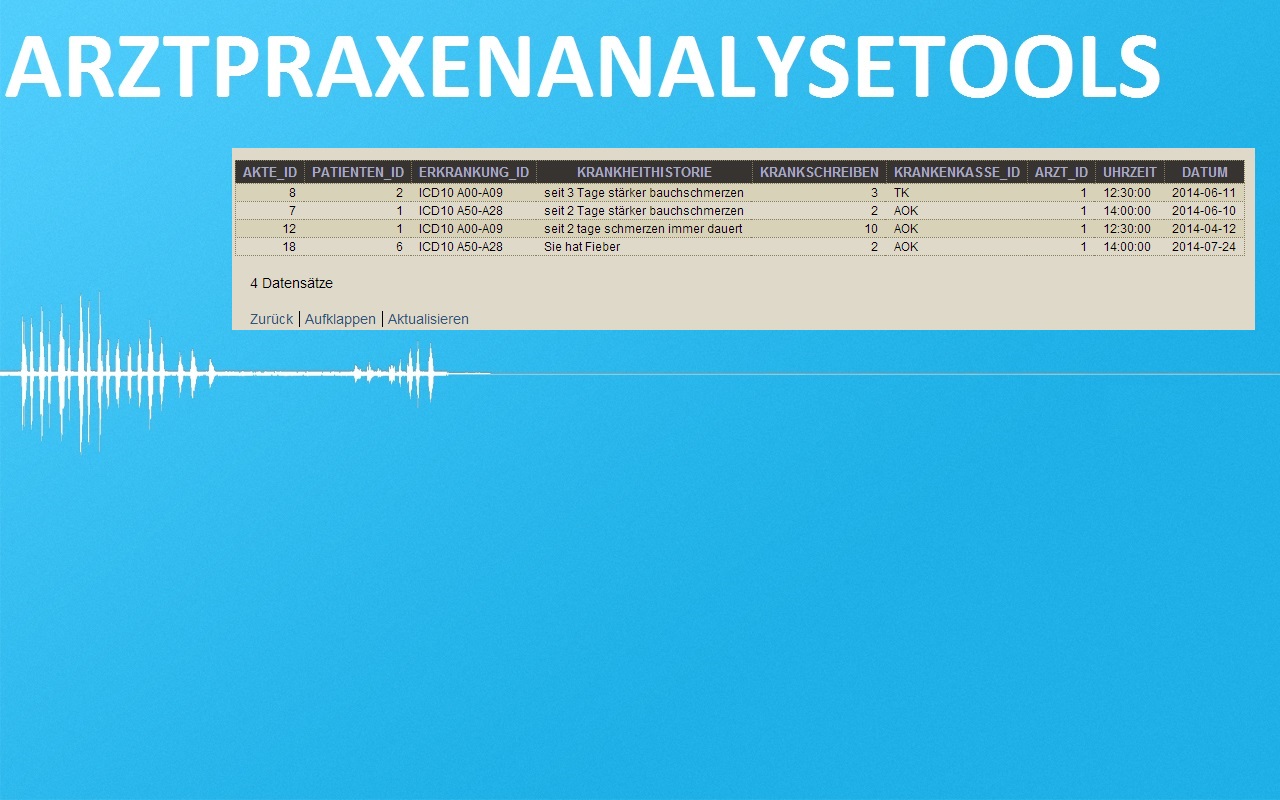 ARZTPRAXENANALYSETOOLS
AKTE_ID PATIENTEN_ID ERKRANKUNG_ID KRANKHEITHISTORIE KRANKSCHREIBEN KRANKENKASSE_ID ARZT_ID UHRZEIT DATUM
8 2 ICD10 A00-A09 seit 3 Tage stärker bauchschmerzen 3 TK 1 12:30:00 2014-06-11
7 1 ICD10 A50-A28 seit 2 Tage stärker bauchschmerzen 2 AOK 1 14:00:00 2014-06-10
12 1 ICD10 A00-A09 seit 2 tage schmerzen immer dauert 10 AOK 1 12:30:00 2014-04-12
18 6 ICD10 A50-A28 Sie hat Fieber 2 AOK 1 14:00:00 2014-07-24
4 Datensätze
Zurück | Aufklappen | Aktualisieren